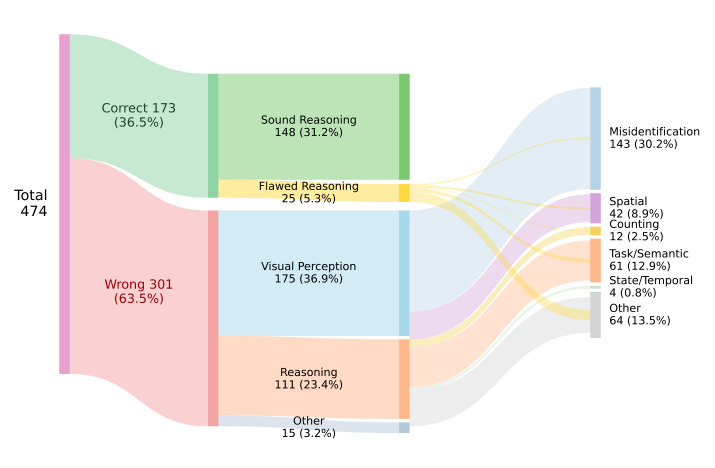 Total
474
Correct 173
(36.5%)
Wrong 301
(63.5%)
Sound Reasoning
148 (31.2%)
Flawed Reasoning
25 (5.3%)
Visual Perception
175 (36.9%)
Reasoning
111 (23.4%)
Other
15 (3.2%)
Misidentification
143 (30.2%)
Spatial
42 (8.9%)
Counting
12 (2.5%)
Task/Semantic
61 (12.9%)
State/Temporal
4 (0.8%)
Other
64 (13.5%)